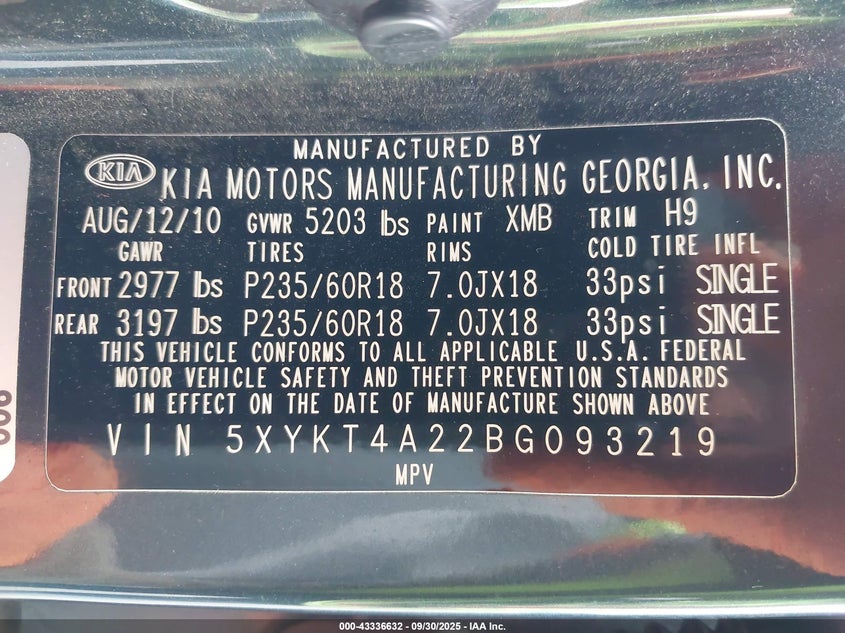 MANUFACTURED BY
KIA KIA MOTORS MANUFACTURING GEORGIA, INC.
AUG/12/10 GVWR 5203 lbs PAINT XMB TRIM H9
GAWR TIRES RIMS COLD TIRE INFL
FRONT 2977 lbs P235/60R18 7.0JX18 33psi SINGLE
REAR 3197 lbs P235/60R18 7.0JX18 33psi SINGLE
THIS VEHICLE CONFORMS TO ALL APPLICABLE U.S.A. FEDERAL
MOTOR VEHICLE SAFETY AND THEFT PREVENTION STANDARDS
IN EFFECT ON THE DATE OF MANUFACTURE SHOWN ABOVE
VIN 5XYKT4A22BG093219
MPV
000-43336632 - 09/30/2025 - IAA Inc.